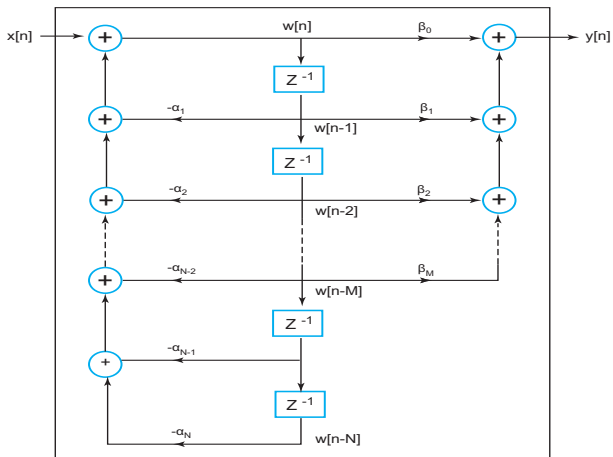 w[n]
x[n] + β0 + y[n]
Z -1
-α1 β1
+ w[n-1] +
Z -1
-α2 β2
+ w[n-2] +
-αN-2 βM
+ w[n-M]
Z -1
-αN-1
+
Z -1
-αN
w[n-N]